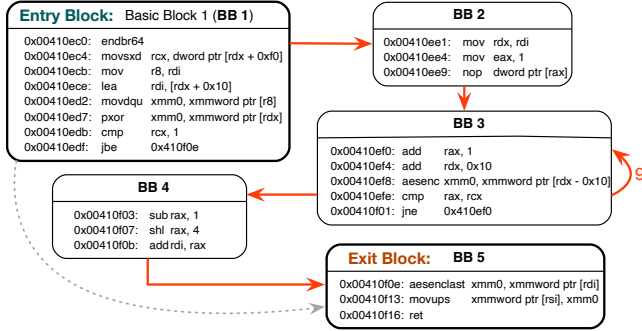 Entry Block: Basic Block 1 (BB 1)
0x00410ec0: endbr64
0x00410ec4: movsxd rcx, dword ptr [rdx + 0xf0]
0x00410ecb: mov r8, rdi
0x00410ece: lea rdi, [rdx + 0x10]
0x00410ed2: movdqu xmm0, xmmword ptr [r8]
0x00410ed7: pxor xmm0, xmmword ptr [rdx]
0x00410edb: cmp rcx, 1
0x00410edf: jbe 0x410f0e
BB 2
0x00410ee1: mov rdx, rdi
0x00410ee4: mov eax, 1
0x00410ee9: nop dword ptr [rax]
BB 3
0x00410ef0: add rax, 1
0x00410ef4: add rdx, 0x10
0x00410ef8: aesenc xmm0, xmmword ptr [rdx - 0x10]
0x00410efe: cmp rax, rcx
0x00410f01: jne 0x410ef0
9
BB 4
0x00410f03: sub rax, 1
0x00410f07: shl rax, 4
0x00410f0b: add rdi, rax
Exit Block: BB 5
0x00410f0e: aesenclast xmm0, xmmword ptr [rdi]
0x00410f13: movups xmmword ptr [rsi], xmm0
0x00410f16: ret